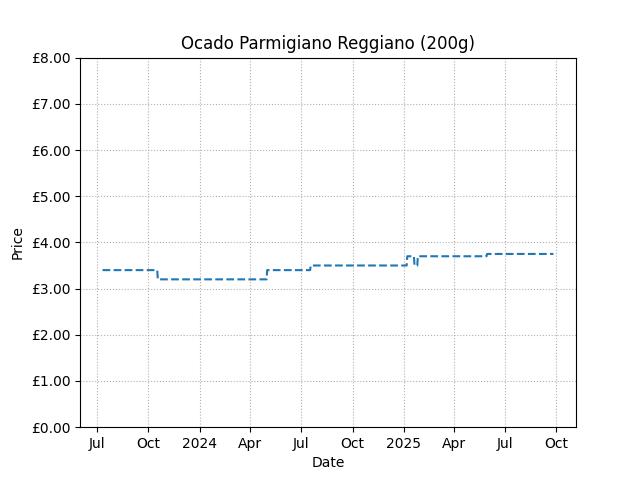 Ocado Parmigiano Reggiano (200g)
£8.00
£7.00
£6.00
£5.00
£4.00
£3.00
£2.00
£1.00
£0.00
Price
Jul Oct 2024 Apr Jul Oct 2025 Apr Jul Oct
Date